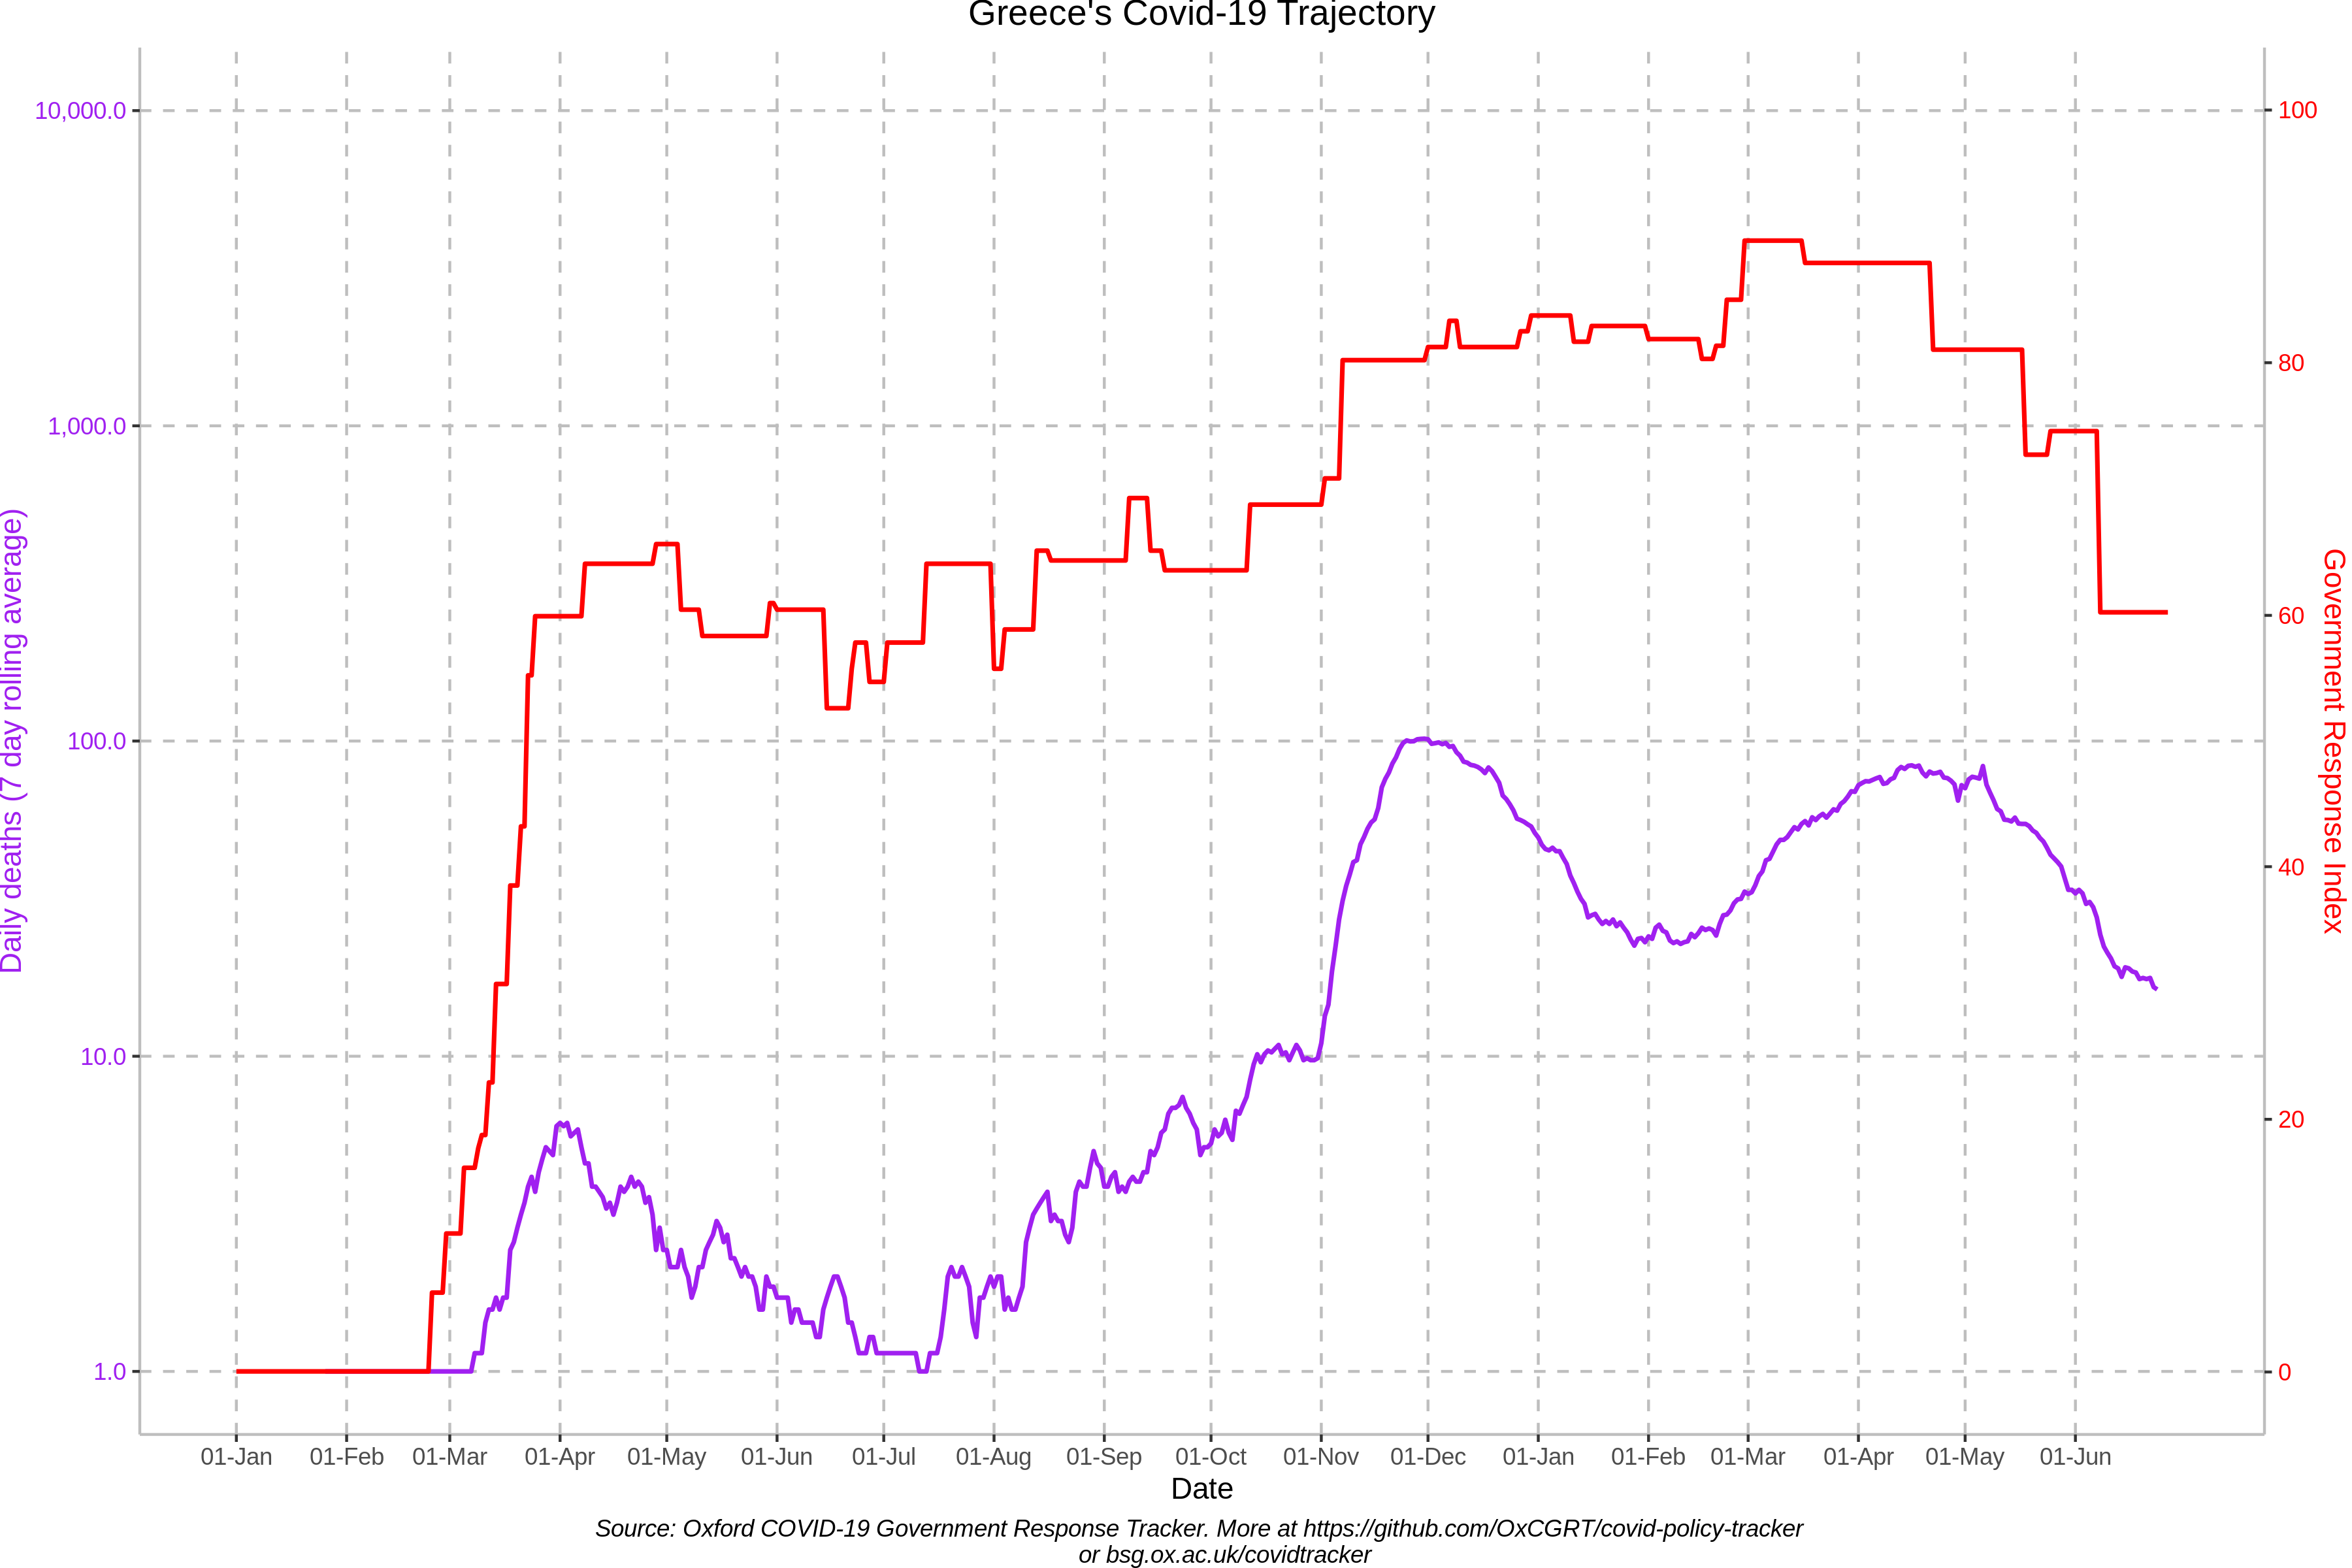 Greece's Covid-19 Trajectory
10,000.0
1,000.0
100.0
10.0
1.0
Daily deaths (7 day rolling average)
100
80
60
40
20
0
Government Response Index
01-Jan 01-Feb 01-Mar 01-Apr 01-May 01-Jun 01-Jul 01-Aug 01-Sep 01-Oct 01-Nov 01-Dec 01-Jan 01-Feb 01-Mar 01-Apr 01-May 01-Jun
Date
Source: Oxford COVID-19 Government Response Tracker. More at https://github.com/OxCGRT/covid-policy-tracker
or bsg.ox.ac.uk/covidtracker